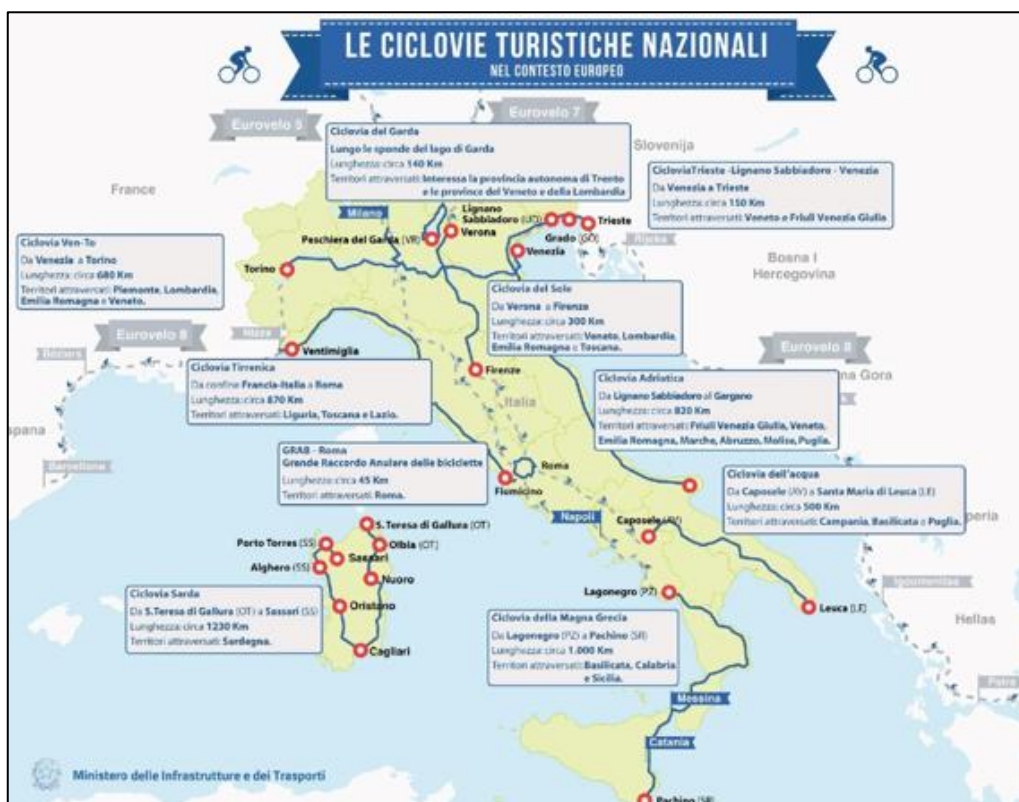 LE CICLOVIE TURISTICHE NAZIONALI
NEL CONTESTO EUROPEO
Eurovelo 5
Eurovelo 7
Slovenija
France
Ciclovia del Garda
Lungo le sponde del lago di Garda
Lunghezza: circa 140 Km
Territori attraversati: Interessa la provincia autonoma di Trento
e le province del Veneto e della Lombardia
CicloviaTrieste -Lignano Sabbiadoro - Venezia
Da Venezia a Trieste
Lunghezza: circa 150 Km
Territori attraversati: Veneto e Friuli Venezia Giulia
Milano
Lignano
Sabbiadoro (UD)
Trieste
Peschiera del Garda (VR)
Verona
Grado (GO)
Venezia
Rijeka
Bosna I
Hercegovina
Ciclovia Ven-To
Da Venezia a Torino
Lunghezza: circa 680 Km
Territori attraversati: Piemonte, Lombardia,
Emilia Romagna e Veneto.
Torino
Ciclovia del Sole
Da Verona a Firenze
Lunghezza: circa 300 Km
Territori attraversati: Veneto, Lombardia,
Emilia Romagna e Toscana.
Eurovelo 8
Nizza
Béziers
Ventimiglia
Eurovelo 8
na Gora
Ciclovia Tirrenica
Da confine Francia-Italia a Roma
Lunghezza: circa 870 Km
Territori attraversati: Liguria, Toscana e Lazio.
Firenze
Italia
Ciclovia Adriatica
Da Lignano Sabbiadoro al Gargano
Lunghezza: circa 820 Km
Territori attraversati: Friuli Venezia Giulia, Veneto,
Emilia Romagna, Marche, Abruzzo, Molise, Puglia.
spana
Barcellona
GRAB - Roma
Grande Raccordo Anulare delle biciclette
Lunghezza: circa 45 Km
Territori attraversati: Roma.
Roma
Fiumicino
Ciclovia dell'acqua
Da Caposele (AV) a Santa Maria di Leuca (LE)
Lunghezza: circa 500 Km
Territori attraversati: Campania, Basilicata e Puglia.
Napoli
Caposele (AV)
S. Teresa di Gallura (OT)
Porto Torres (SS)
Olbia (OT)
Sassari
Alghero (SS)
Nuoro
Oristano
Cagliari
Lagonegro (PZ)
Leuca (LE)
Igoumenitsa
Hellas
Ciclovia Sarda
Da S.Teresa di Gallura (OT) a Sassari (SS)
Lunghezza: circa 1230 Km
Territori attraversati: Sardegna.
Ciclovia della Magna Grecia
Da Lagonegro (PZ) a Pachino (SR)
Lunghezza: circa 1.000 Km
Territori attraversati: Basilicata, Calabria
e Sicilia.
Messina
Catania
Pachino (SR)
Ministero delle Infrastrutture e dei Trasporti